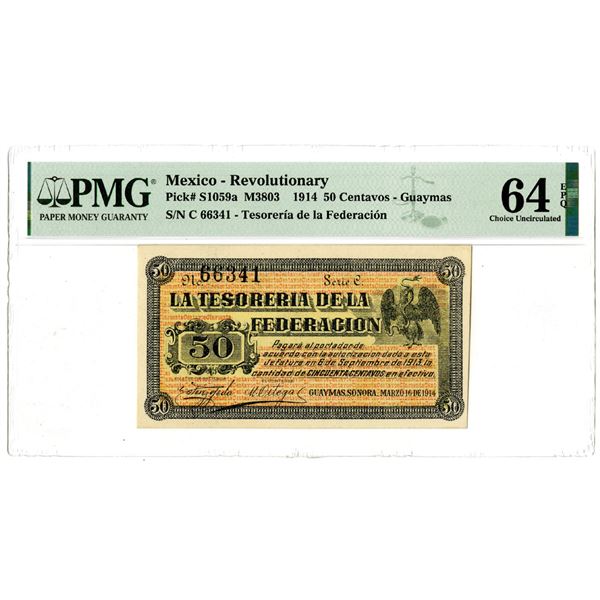 PMG
PAPER MONEY GUARANTY
Mexico - Revolutionary
Pick# S1059a M3803 1914 50 Centavos - Guaymas
S/N C 66341 - Tesorería de la Federación
64
EPQ
Choice Uncirculated
50
50
No. 66341 Serie C.
LA TESORERIA DE LA
FEDERACION
50
Pagará al portador de
acuerdo con la autorizacion dada a esta
Jefatura en 6 de Septiembre de 1913, la
cantidad de CINCUENTA CENTAVOS en efectivo.
GUAYMAS, SONORA. MARZO 16 DE 1914
50
50